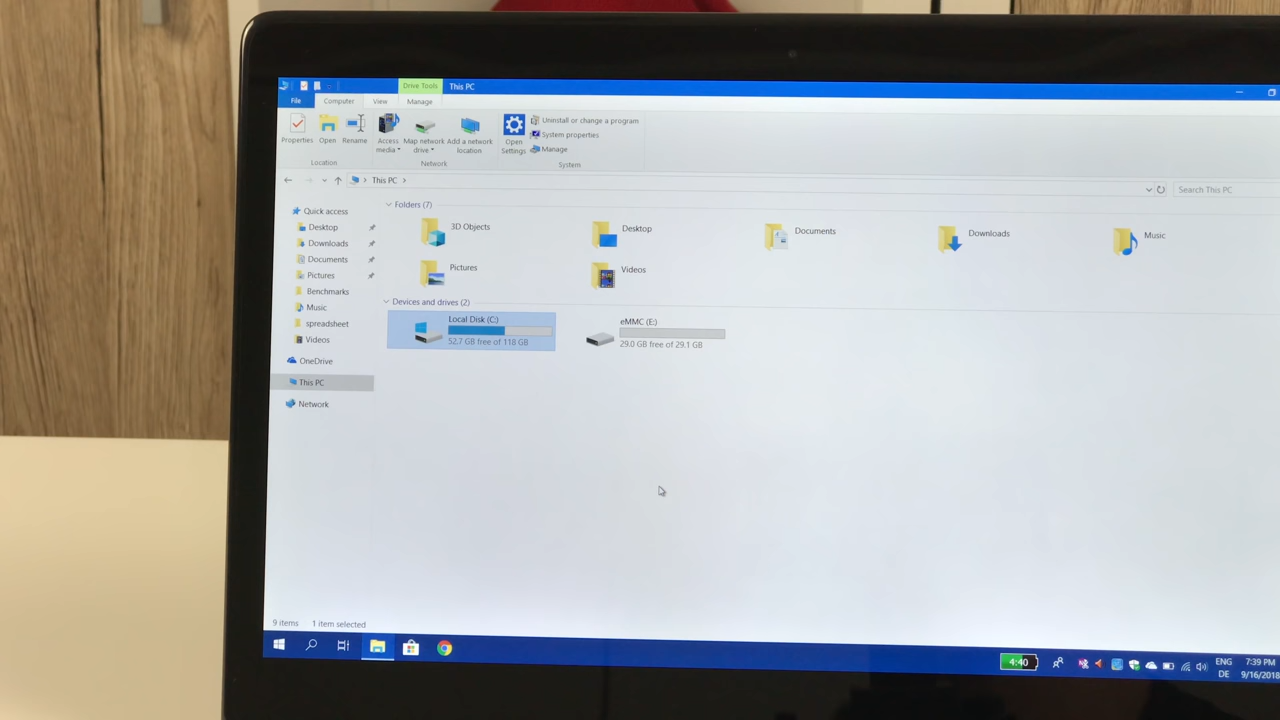 Drive Tools This PC
File Computer View Manage
Properties Open Rename Access media Map network drive Add a network location Open Settings
Uninstall or change a program
System properties
Manage
Location Network System
This PC
Search This PC
Quick access
Desktop
Downloads
Documents
Pictures
Benchmarks
Music
spreadsheet
Videos
OneDrive
This PC
Network
Folders (7)
3D Objects Desktop Documents Downloads Music
Pictures Videos
Devices and drives (2)
Local Disk (C:)
52.7 GB free of 118 GB
eMMC (E:)
29.0 GB free of 29.1 GB
9 items 1 item selected
4:40
ENG
DE
7:39 PM
9/16/2018